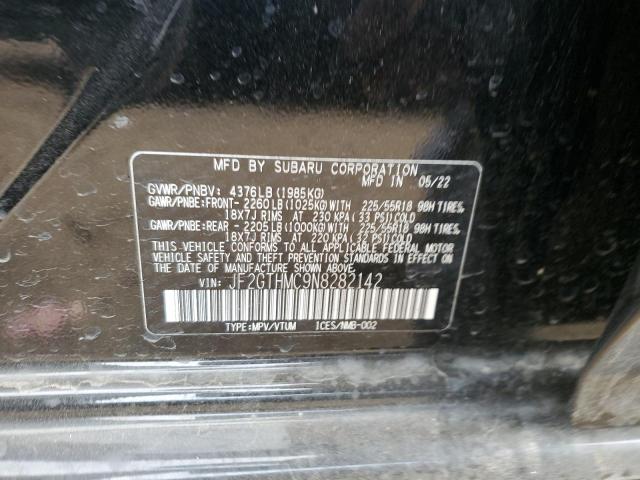 MFD BY SUBARU CORPORATION
GVWR/PNBV: 4376LB(1985KG) MFD IN 05/22
GAWR/PNBE:FRONT- 2260LB(1025KG)WITH 225/55R18 98H TIRES,
18X7J RIMS AT 230 KPA(33 PSI)COLD
GAWR/PNBE:REAR - 2205LB(1000KG)WITH 225/55R18 98H TIRES,
18X7J RIMS AT 220 KPA(32 PSI)COLD
THIS VEHICLE CONFORMS TO ALL APPLICABLE FEDERAL MOTOR
VEHICLE SAFETY AND THEFT PREVENTION STANDARDS IN EFFECT
ON THE DATE OF MANUFACTURE SHOWN ABOVE.
VIN: JF2GTHMC9N8282142
TYPE:MPV/VTUM ICES/NMB-002